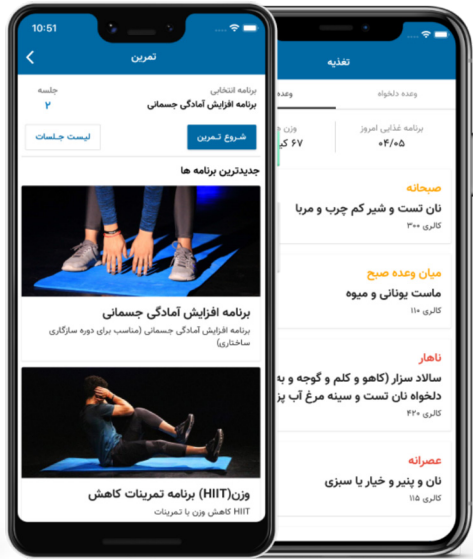 10:51
تمرین
برنامه انتخابی
جلسه
برنامه افزایش آمادگی جسمانی
۲
شروع تمرین
لیست جلسات
جدیدترین برنامه ها
برنامه افزایش آمادگی جسمانی
برنامه افزایش آمادگی جسمانی (مناسب برای دوره سازگاری
ساختاری)
وزن(HIIT) برنامه تمرینات کاهش
HIIT کاهش وزن با تمرینات
تغذیه
وعده دلخواه
وعده
برنامه غذایی امروز
وزن
۰۴/۰۵
۶۷
صبحانه
نان تست و شیر کم چرب و مربا
کالری ۳۰۰
میان وعده صبح
ماست یونانی و میوه
کالری ۱۱۰
ناهار
سالاد سزار (کاهو و کلم و گوجه و
دلخواه نان تست و سینه مرغ آب
کالری ۴۲۰
عصرانه
نان و پنیر و خیار یا سبزی
کالری ۱۱۵